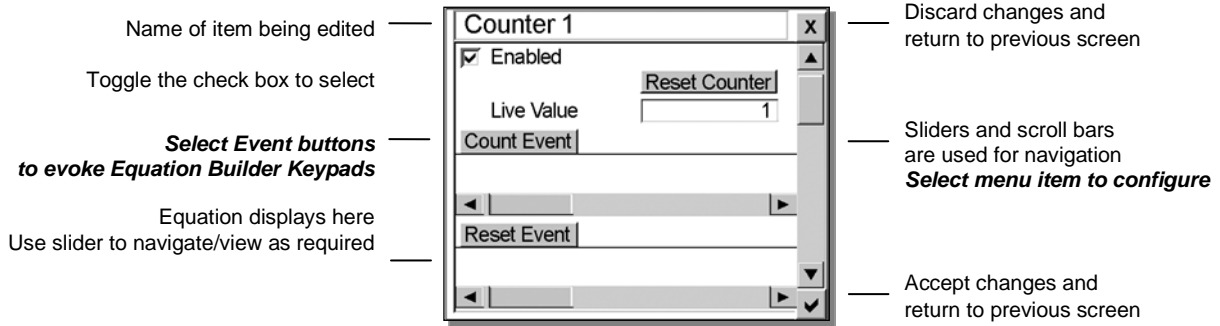 Name of item being edited
Toggle the check box to select
Select Event buttons
to evoke Equation Builder Keypads
Equation displays here
Use slider to navigate/view as required
Counter 1
X
Enabled
Reset Counter
Live Value
1
Count Event
Reset Event
Discard changes and
return to previous screen
Sliders and scroll bars
are used for navigation
Select menu item to configure
Accept changes and
return to previous screen